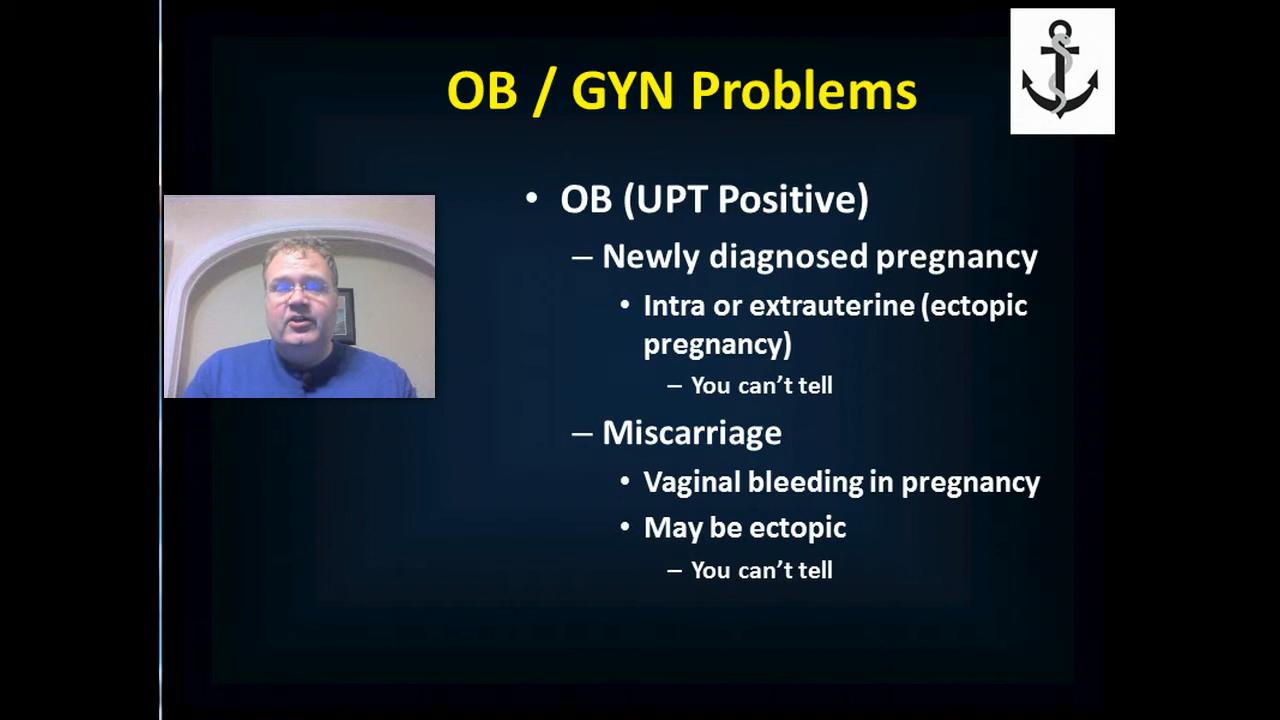 OB / GYN Problems
• OB (UPT Positive)
– Newly diagnosed pregnancy
• Intra or extrauterine (ectopic
pregnancy)
– You can't tell
– Miscarriage
• Vaginal bleeding in pregnancy
• May be ectopic
– You can't tell